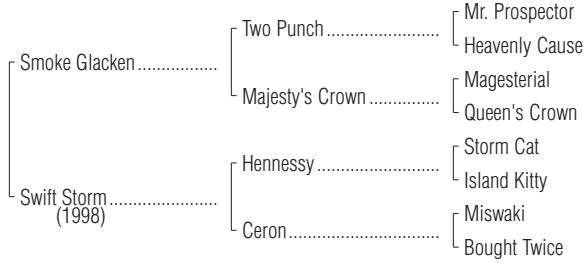 Mr. Prospector
Two Punch
Heavenly Cause
Smoke Glacken
Magesterial
Majesty's Crown
Queen's Crown
Storm Cat
Hennessy
Island Kitty
Swift Storm
(1998)
Miswaki
Ceron
Bought Twice